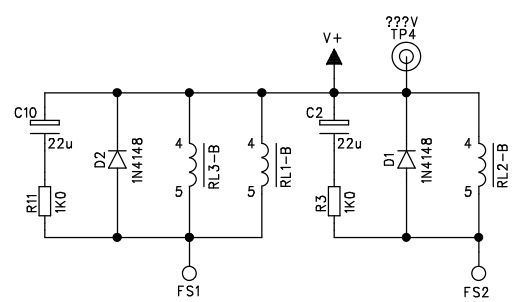 ???V
TP4
V+
C10
22u
R11
1K0
D2
1N4148
4
5
RL3-B
4
5
RL1-B
C2
22u
R3
1K0
D1
1N4148
4
5
RL2-B
FS1
FS2